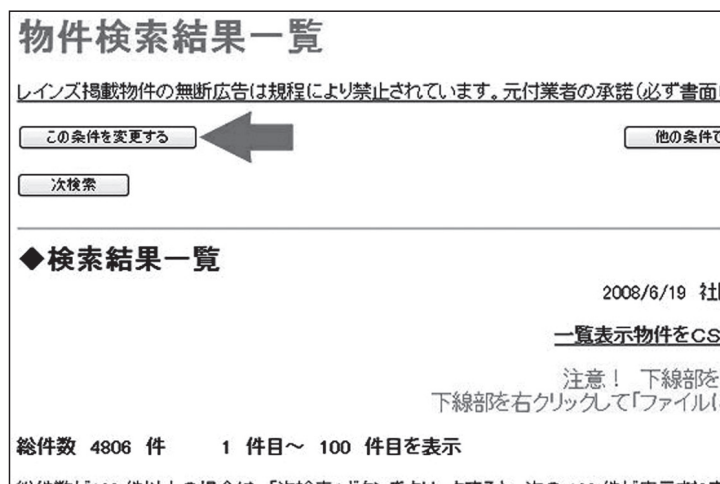 物件検索結果一覧
レインズ掲載物件の無断広告は規程により禁止されています。元付業者の承諾(必ず書面
この条件を変更する
他の条件で
次検索
◆検索結果一覧
2008/6/19 社
一覧表示物件をCS
注意! 下線部を
下線部を右クリックして「ファイル
総件数 4806 件 1 件目~ 100 件目を表示